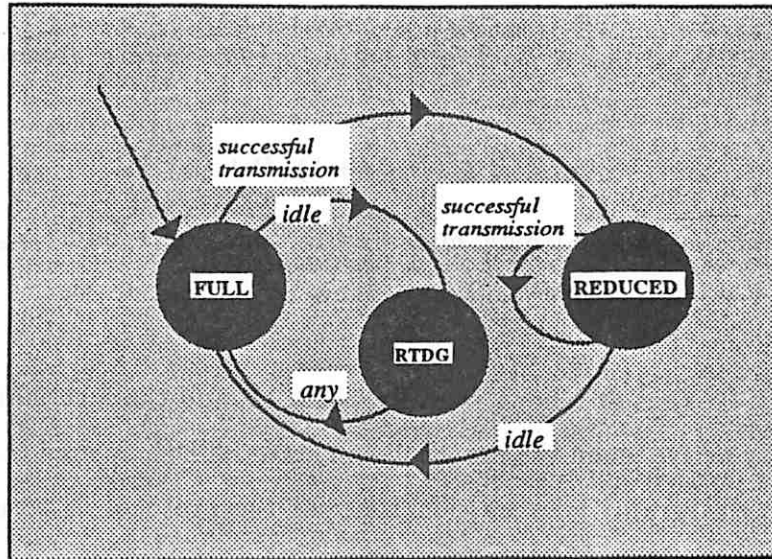 successful
transmission
idle
successful
transmission
FULL
REDUCED
RTDG
any
idle